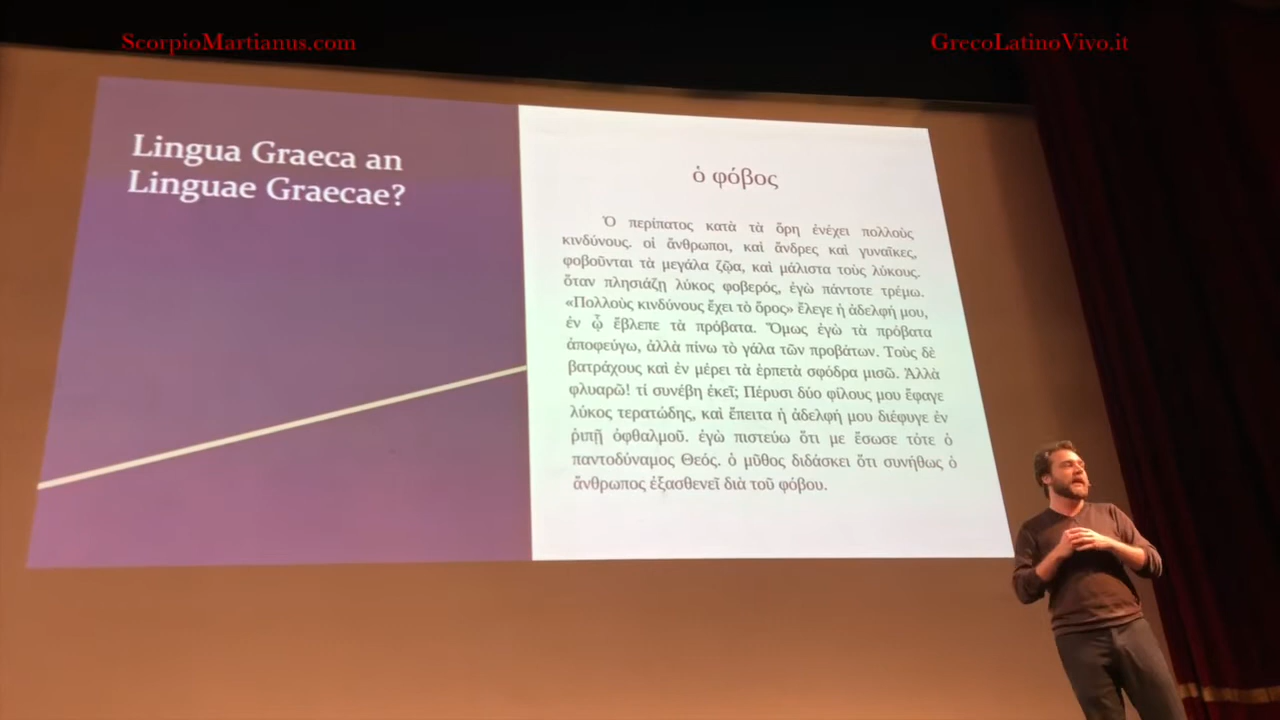 ScorpioMartianus.com
GrecoLatinoVivo.it
Lingua Graeca an
Linguae Graecae?
ὁ φόβος
Ὁ περίπατος κατὰ τὰ ὄρη ἐνέχει πολλοὺς
κινδύνους. οἱ ἄνθρωποι, καὶ ἄνδρες καὶ γυναῖκες,
φοβοῦνται τὰ μεγάλα ζῷα, καὶ μάλιστα τοὺς λύκους.
ὅταν πλησιάζῃ λύκος φοβερός, ἐγὼ πάντοτε τρέμω.
«Πολλοὺς κινδύνους ἔχει τὸ ὄρος» ἔλεγε ἡ ἀδελφή μου,
ἐν ᾧ ἔβλεπε τὰ πρόβατα. Ὅμως ἐγὼ τὰ πρόβατα
ἀποφεύγω, ἀλλὰ πίνω τὸ γάλα τῶν προβάτων. Τοὺς δὲ
βατράχους καὶ ἐν μέρει τὰ ἑρπετὰ σφόδρα μισῶ. Ἀλλὰ
φλυαρῶ! τί συνέβη ἐκεῖ; Πέρυσι δύο φίλους μου ἔφαγε
λύκος τερατώδης, καὶ ἔπειτα ἡ ἀδελφή μου διέφυγε ἐν
ῥιπῇ ὀφθαλμοῦ. ἐγὼ πιστεύω ὅτι με ἔσωσε τότε ὁ
παντοδύναμος Θεός. ὁ μῦθος διδάσκει ὅτι συνήθως ὁ
ἄνθρωπος ἐξασθενεῖ διὰ τοῦ φόβου.